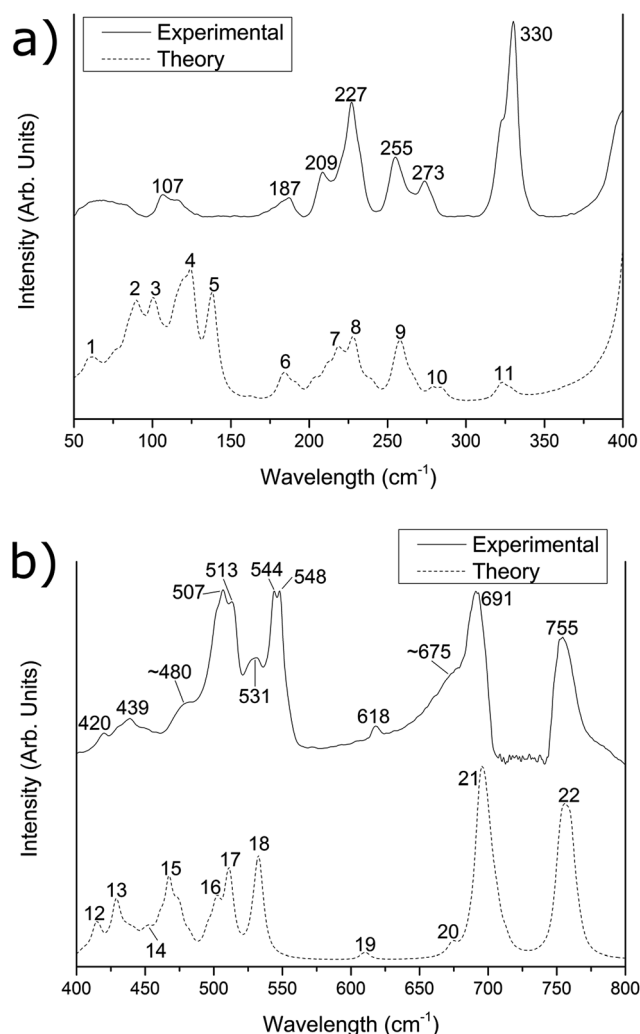 a)
Experimental
Theory
330
227
255
209
273
187
107
4
2 3 5
8
7 9
1
6
10 11
Intensity (Arb. Units)
50 100 150 200 250 300 350 400
Wavelength (cm-1)
b)
Experimental
Theory
513 544 548
507 691
~675 755
~480
531
439
420 618
21
22
18
17
15
16
13
12
14
19 20
Intensity (Arb. Units)
400 450 500 550 600 650 700 750 800
Wavelength (cm-1)